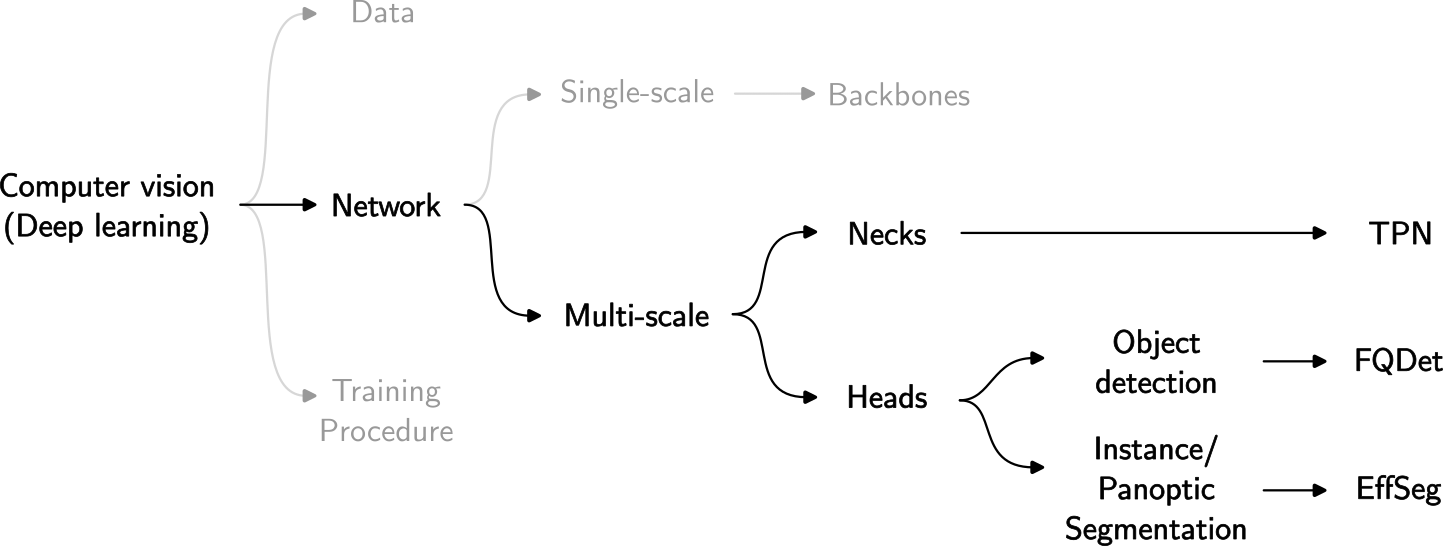 Data
Single-scale
Backbones
Computer vision
(Deep learning)
Network
Necks
TPN
Multi-scale
Object
detection
FQDet
Heads
Training
Procedure
Instance/
Panoptic
Segmentation
EffSeg